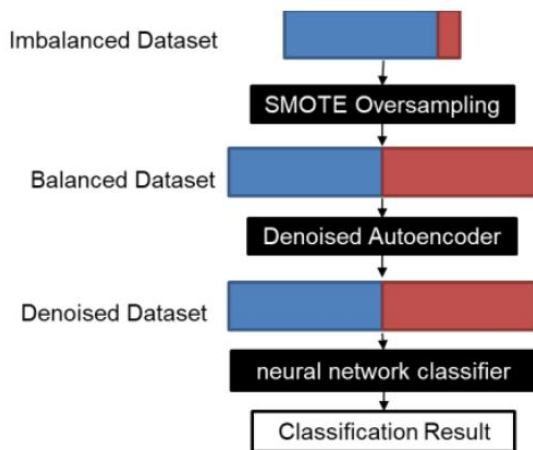 Imbalanced Dataset
SMOTE Oversampling
Balanced Dataset
Denoised Autoencoder
Denoised Dataset
neural network classifier
Classification Result